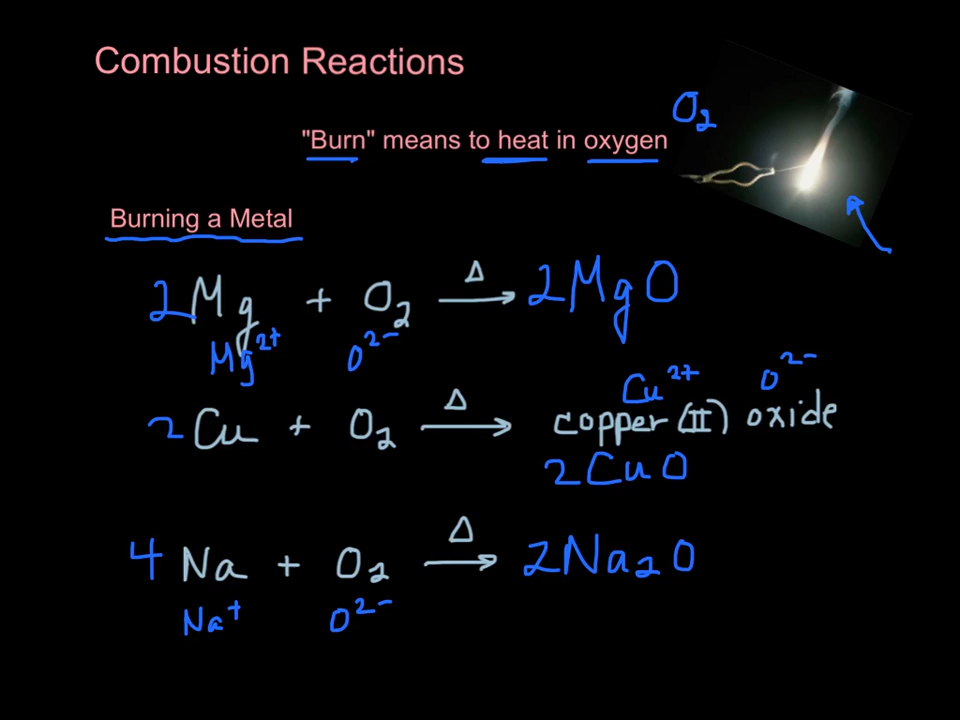 Combustion Reactions
"Burn" means to heat in oxygen O₂
Burning a Metal
2Mg + O₂ Δ→ 2MgO
Mg²⁺ O²⁻
Cu²⁺ O²⁻
2Cu + O₂ Δ→ copper (II) oxide
2CuO
4Na + O₂ Δ→ 2Na₂O
Na⁺ O²⁻